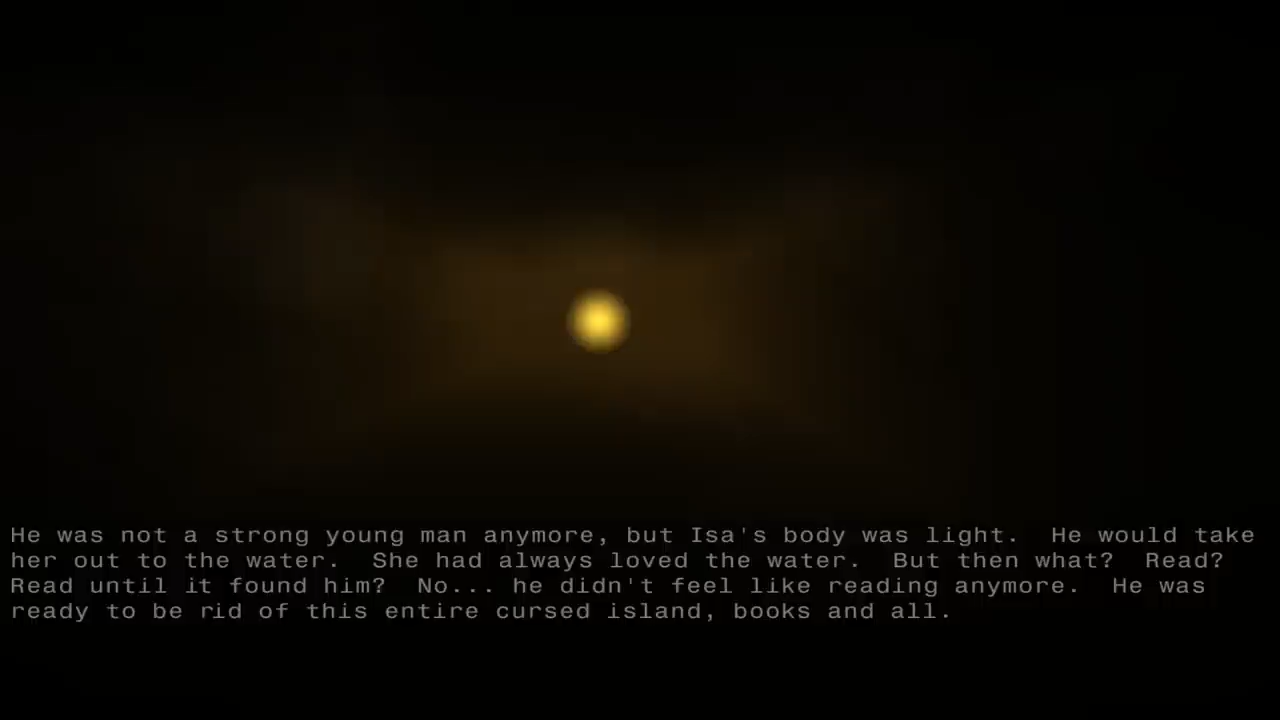 He was not a strong young man anymore, but Isa's body was light.  He would take
her out to the water.  She had always loved the water.  But then what?  Read?
Read until it found him?  No... he didn't feel like reading anymore.  He was
ready to be rid of this entire cursed island, books and all.